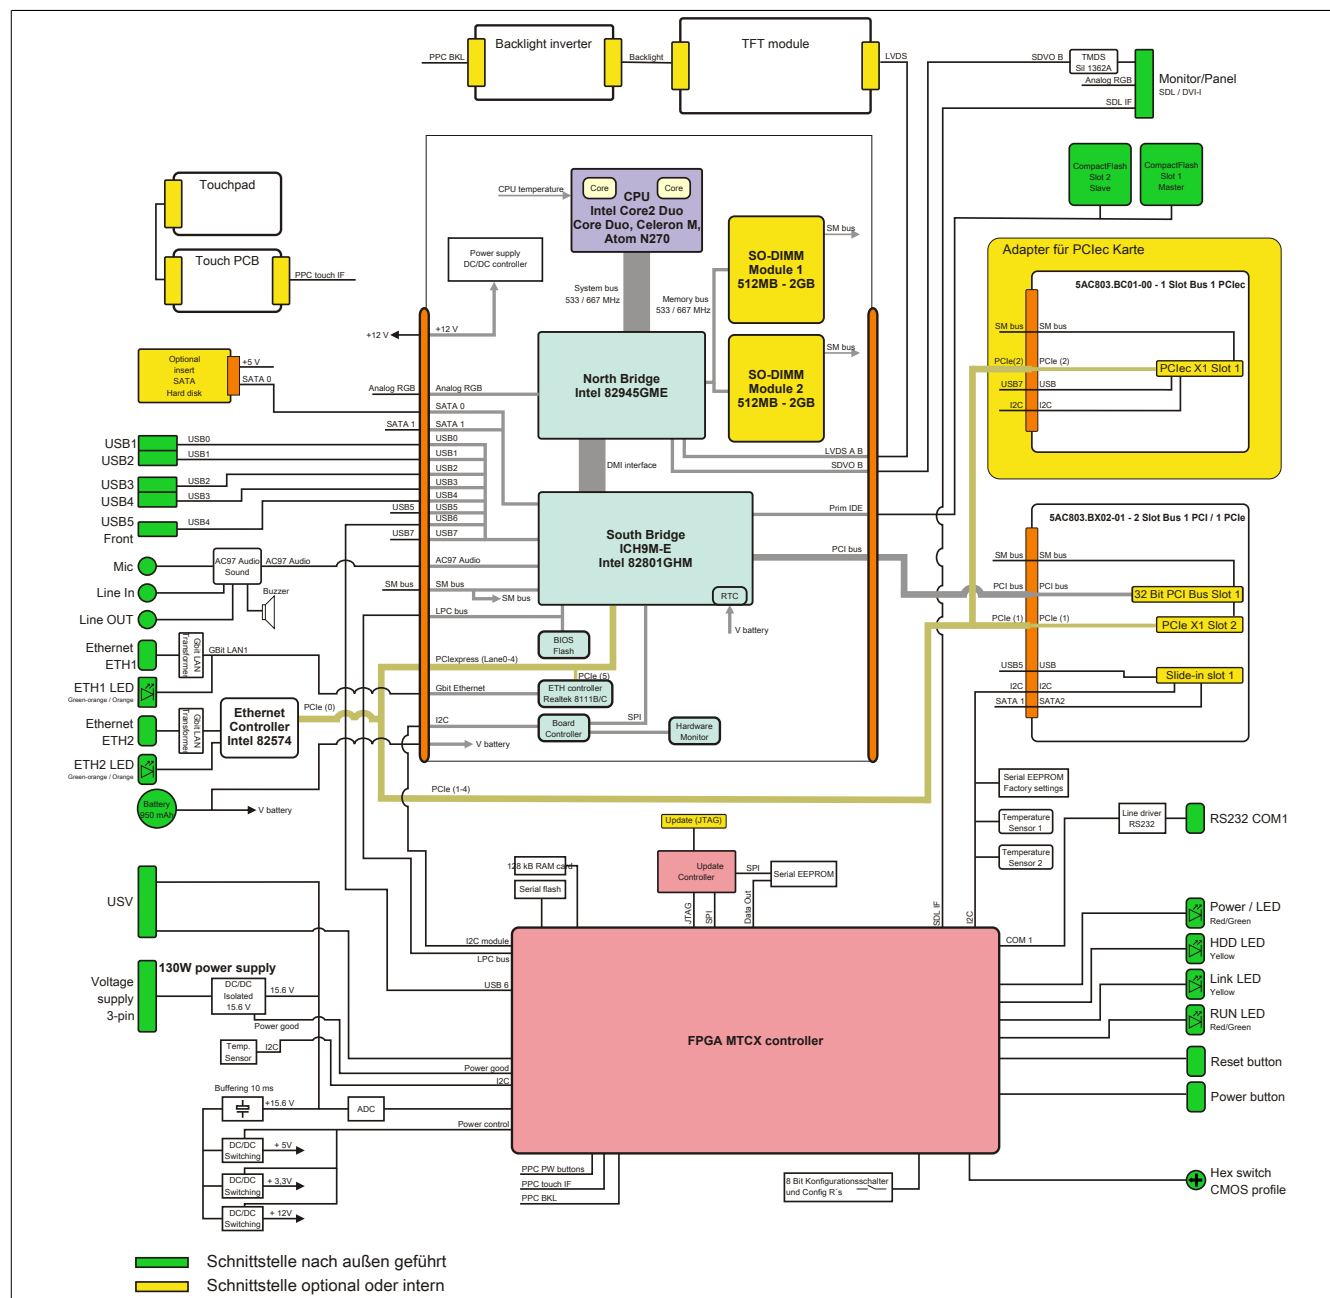 Backlight inverter
TFT module
PPC BKL
Backlight
LVDS
SDVO B
TMDS
Sil 1362A
Analog RGB
SDL IF
Monitor/Panel
SDL / DVI-I
CompactFlash
Slot 2
Slave
CompactFlash
Slot 1
Master
Touchpad
Touch PCB
PPC touch IF
CPU temperature
Core
Core
CPU
Intel Core2 Duo
Core Duo, Celeron M,
Atom N270
Power supply
DC/DC controller
System bus
533 / 667 MHz
Memory bus
533 / 667 MHz
SO-DIMM
Module 1
512MB - 2GB
SM bus
SO-DIMM
Module 2
512MB - 2GB
SM bus
Adapter für PCIec Karte
5AC803.BC01-00 - 1 Slot Bus 1 PCIec
SM bus
SM bus
PCIe(2)
PCIe (2)
PCIec X1 Slot 1
USB7
USB
I2C
I2C
+12 V
+12 V
Optional
insert
SATA
Hard disk
+5 V
SATA 0
Analog RGB
Analog RGB
North Bridge
Intel 82945GME
SATA 0
SATA 1
SATA 1
USB1
USB0
USB0
USB2
USB1
USB1
USB3
USB2
USB2
USB4
USB3
USB3
USB5
Front
USB4
USB4
USB5
USB5
USB6
USB7
USB7
LVDS A B
SDVO B
DMI interface
Prim IDE
PCI bus
South Bridge
ICH9M-E
Intel 82801GHM
RTC
V battery
Mic
Line In
Line OUT
AC97 Audio
Sound
AC97 Audio
AC97 Audio
Buzzer
SM bus
SM bus
SM bus
LPC bus
BIOS
Flash
5AC803.BX02-01 - 2 Slot Bus 1 PCI / 1 PCIe
SM bus
SM bus
PCI bus
PCI bus
32 Bit PCI Bus Slot 1
PCIe (1)
PCIe (1)
PCIe X1 Slot 2
USB5
USB
Slide-in slot 1
I2C
I2C
SATA 1
SATA2
Ethernet
ETH1
Gbit LAN
Transformer
GBit LAN1
ETH1 LED
Green-orange / Orange
Ethernet
ETH2
Gbit LAN
Transformer
ETH2 LED
Green-orange / Orange
Ethernet
Controller
Intel 82574
PCIe (0)
PCIexpress (Lane0-4)
PCIe (5)
Gbit Ethernet
ETH controller
Realtek 8111B/C
I2C
SPI
Board
Controller
Hardware
Monitor
V battery
Battery
950 mAh
V battery
PCIe (1-4)
Serial EEPROM
Factory settings
Temperature
Sensor 1
Temperature
Sensor 2
Line driver
RS232
RS232 COM1
Update (JTAG)
Update
Controller
SPI
Serial EEPROM
128 kB RAM card
Serial flash
JTAG
SPI
Data Out
SDL IF
I2C
USV
130W power supply
Voltage
supply
3-pin
DC/DC
Isolated
15.6 V
15.6 V
Power good
Temp.
Sensor
I2C
I2C module
LPC bus
USB 6
COM 1
FPGA MTCX controller
Power / LED
Red/Green
HDD LED
Yellow
Link LED
Yellow
RUN LED
Red/Green
Reset button
Power button
Power good
I2C
Buffering 10 ms
+15.6 V
ADC
Power control
DC/DC
Switching
+ 5V
DC/DC
Switching
+ 3,3V
DC/DC
Switching
+ 12V
PPC PW buttons
PPC touch IF
PPC BKL
8 Bit Konfigurationsschalter
und Config R´s
Hex switch
CMOS profile
Schnittstelle nach außen geführt
Schnittstelle optional oder intern